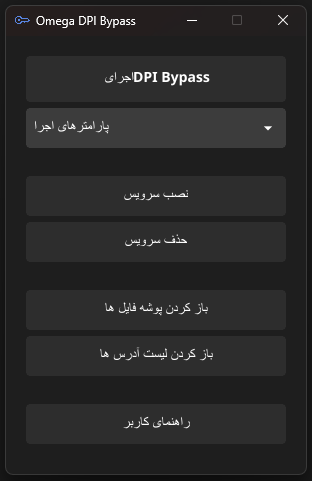 Omega DPI Bypass
اجرای DPI Bypass
پارامترهای اجرا
نصب سرویس
حذف سرویس
باز کردن پوشه فایل ها
باز کردن لیست آدرس ها
راهنمای کاربر